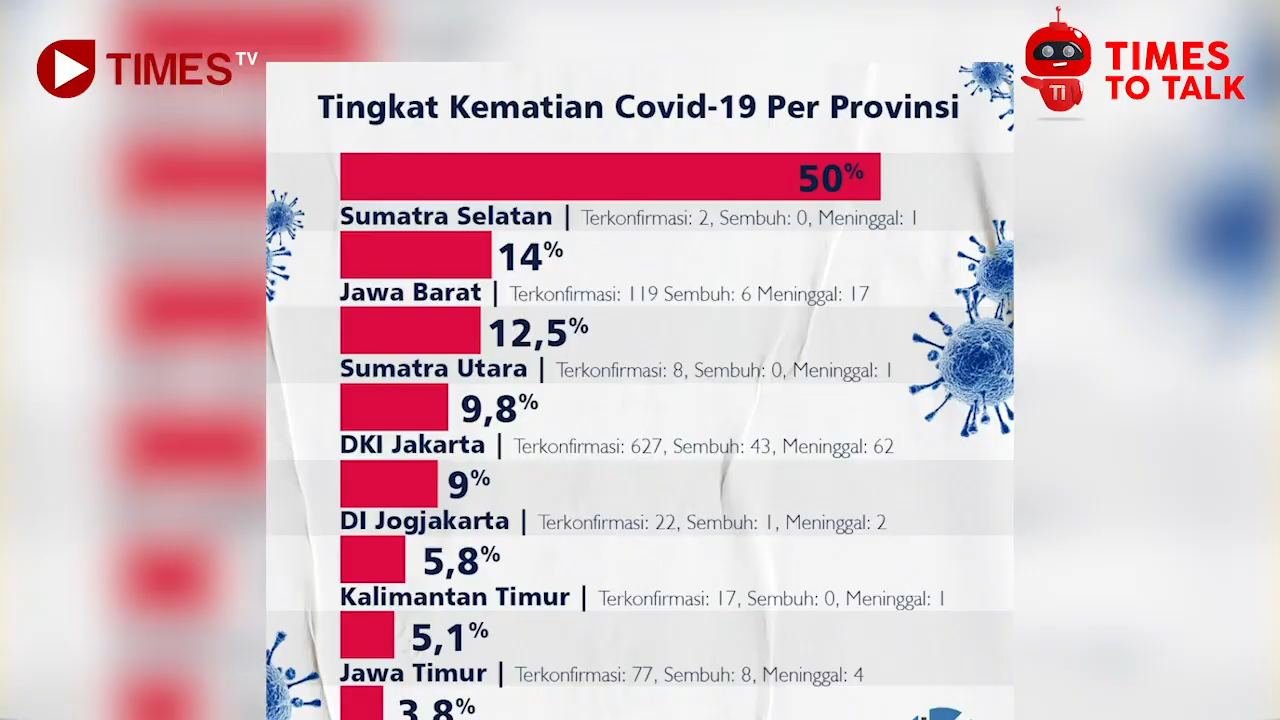 TIMES TV
TIMES
TO TALK
TI
Tingkat Kematian Covid-19 Per Provinsi
50%
Sumatra Selatan | Terkonfirmasi: 2, Sembuh: 0, Meninggal: 1
14%
Jawa Barat | Terkonfirmasi: 119 Sembuh: 6 Meninggal: 17
12,5%
Sumatra Utara | Terkonfirmasi: 8, Sembuh: 0, Meninggal: 1
9,8%
DKI Jakarta | Terkonfirmasi: 627, Sembuh: 43, Meninggal: 62
9%
DI Jogjakarta | Terkonfirmasi: 22, Sembuh: 1, Meninggal: 2
5,8%
Kalimantan Timur | Terkonfirmasi: 17, Sembuh: 0, Meninggal: 1
5,1%
Jawa Timur | Terkonfirmasi: 77, Sembuh: 8, Meninggal: 4
3,8%